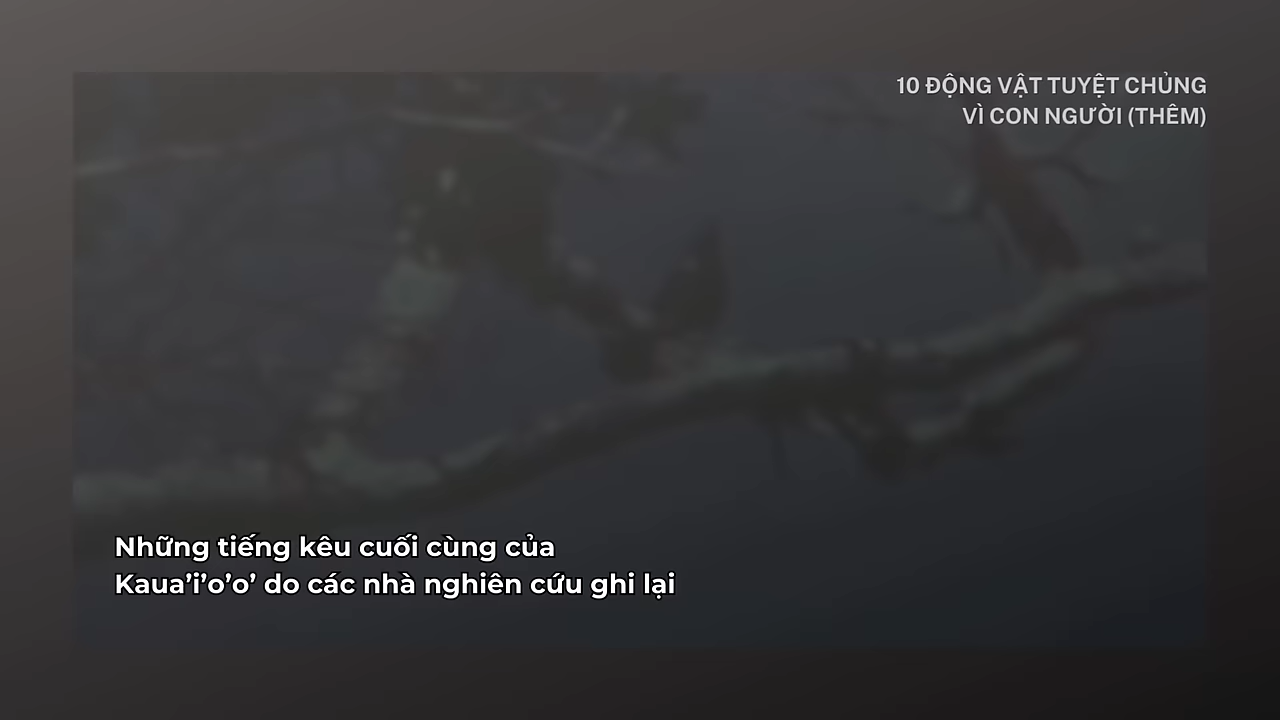 10 ĐỘNG VẬT TUYỆT CHỦNG
VÌ CON NGƯỜI (THÊM)
Những tiếng kêu cuối cùng của
Kaua’i’o’o’ do các nhà nghiên cứu ghi lại